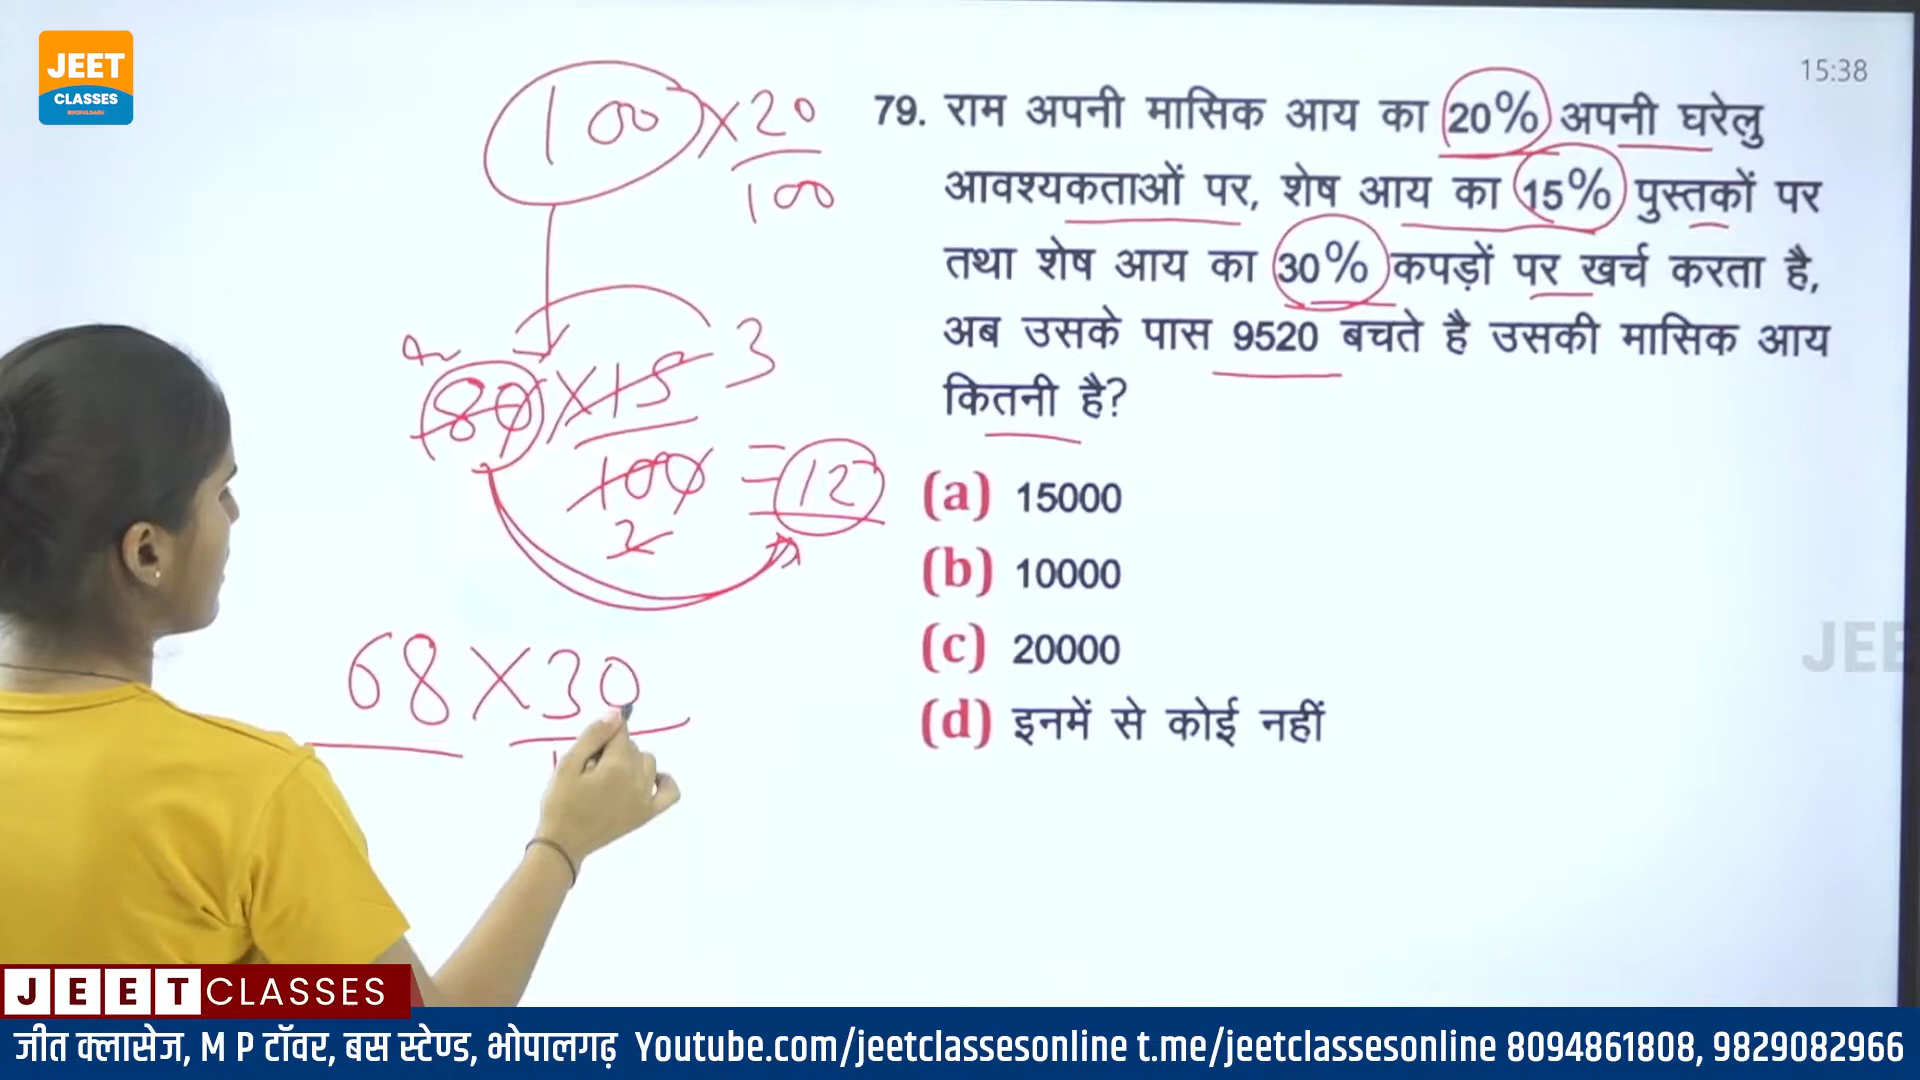 JEET
CLASSES
15:38
100 × 20
100
79. राम अपनी मासिक आय का 20% अपनी घरेलु
आवश्यकताओं पर, शेष आय का 15% पुस्तकों पर
तथा शेष आय का 30% कपड़ों पर खर्च करता है,
अब उसके पास 9520 बचते है उसकी मासिक आय
कितनी है?
80 × 15 3
100 = 12
2
68 × 30
(a) 15000
(b) 10000
(c) 20000
(d) इनमें से कोई नहीं
JEE
JEET CLASSES
जीत क्लासेज, M P टॉवर, बस स्टेण्ड, भोपालगढ़ Youtube.com/jeetclassesonline t.me/jeetclassesonline 8094861808, 9829082966